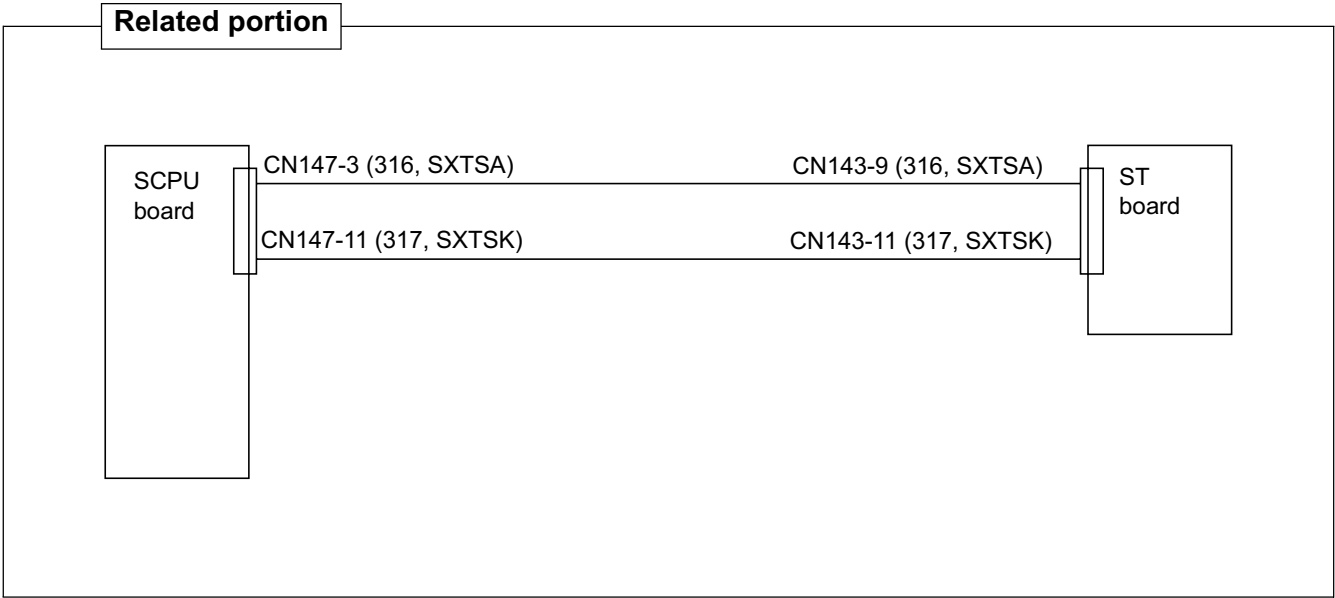 Related portion
SCPU
board
CN147-3 (316, SXTSA)
CN143-9 (316, SXTSA)
ST
board
CN147-11 (317, SXTSK)
CN143-11 (317, SXTSK)